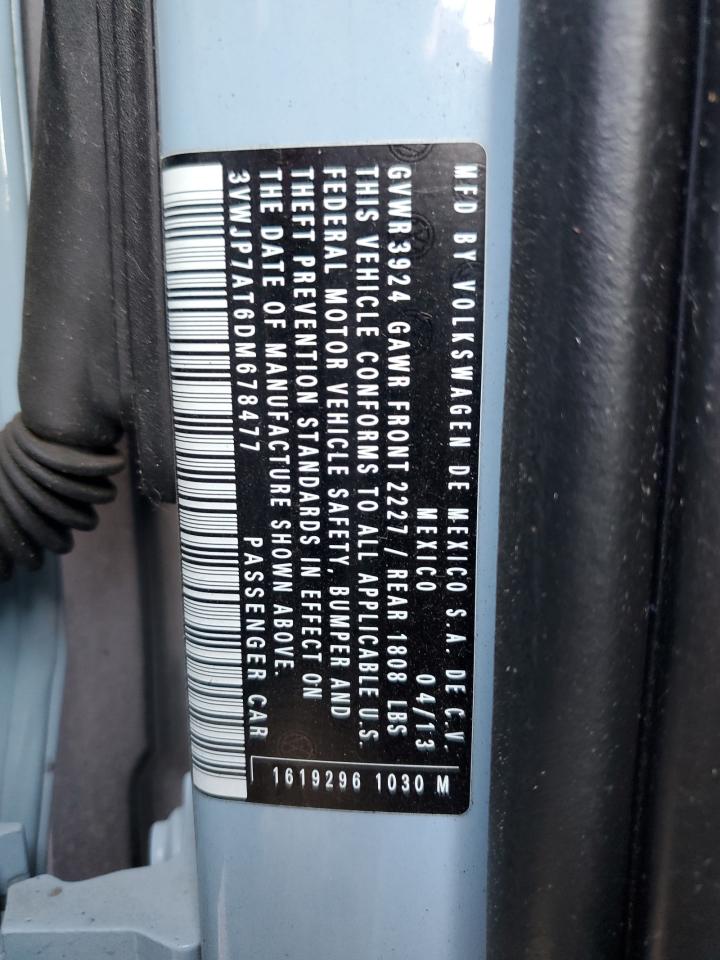 MFD BY VOLKSWAGEN DE MEXICO S.A. DE C.V.
MEXICO 04/13
GVWR 3924 GAWR FRONT 2227 / REAR 1808 LBS
THIS VEHICLE CONFORMS TO ALL APPLICABLE U.S.
FEDERAL MOTOR VEHICLE SAFETY, BUMPER AND
THEFT PREVENTION STANDARDS IN EFFECT ON
THE DATE OF MANUFACTURE SHOWN ABOVE.
3VWJP7AT6DM678477 PASSENGER CAR
1619296 1030 M